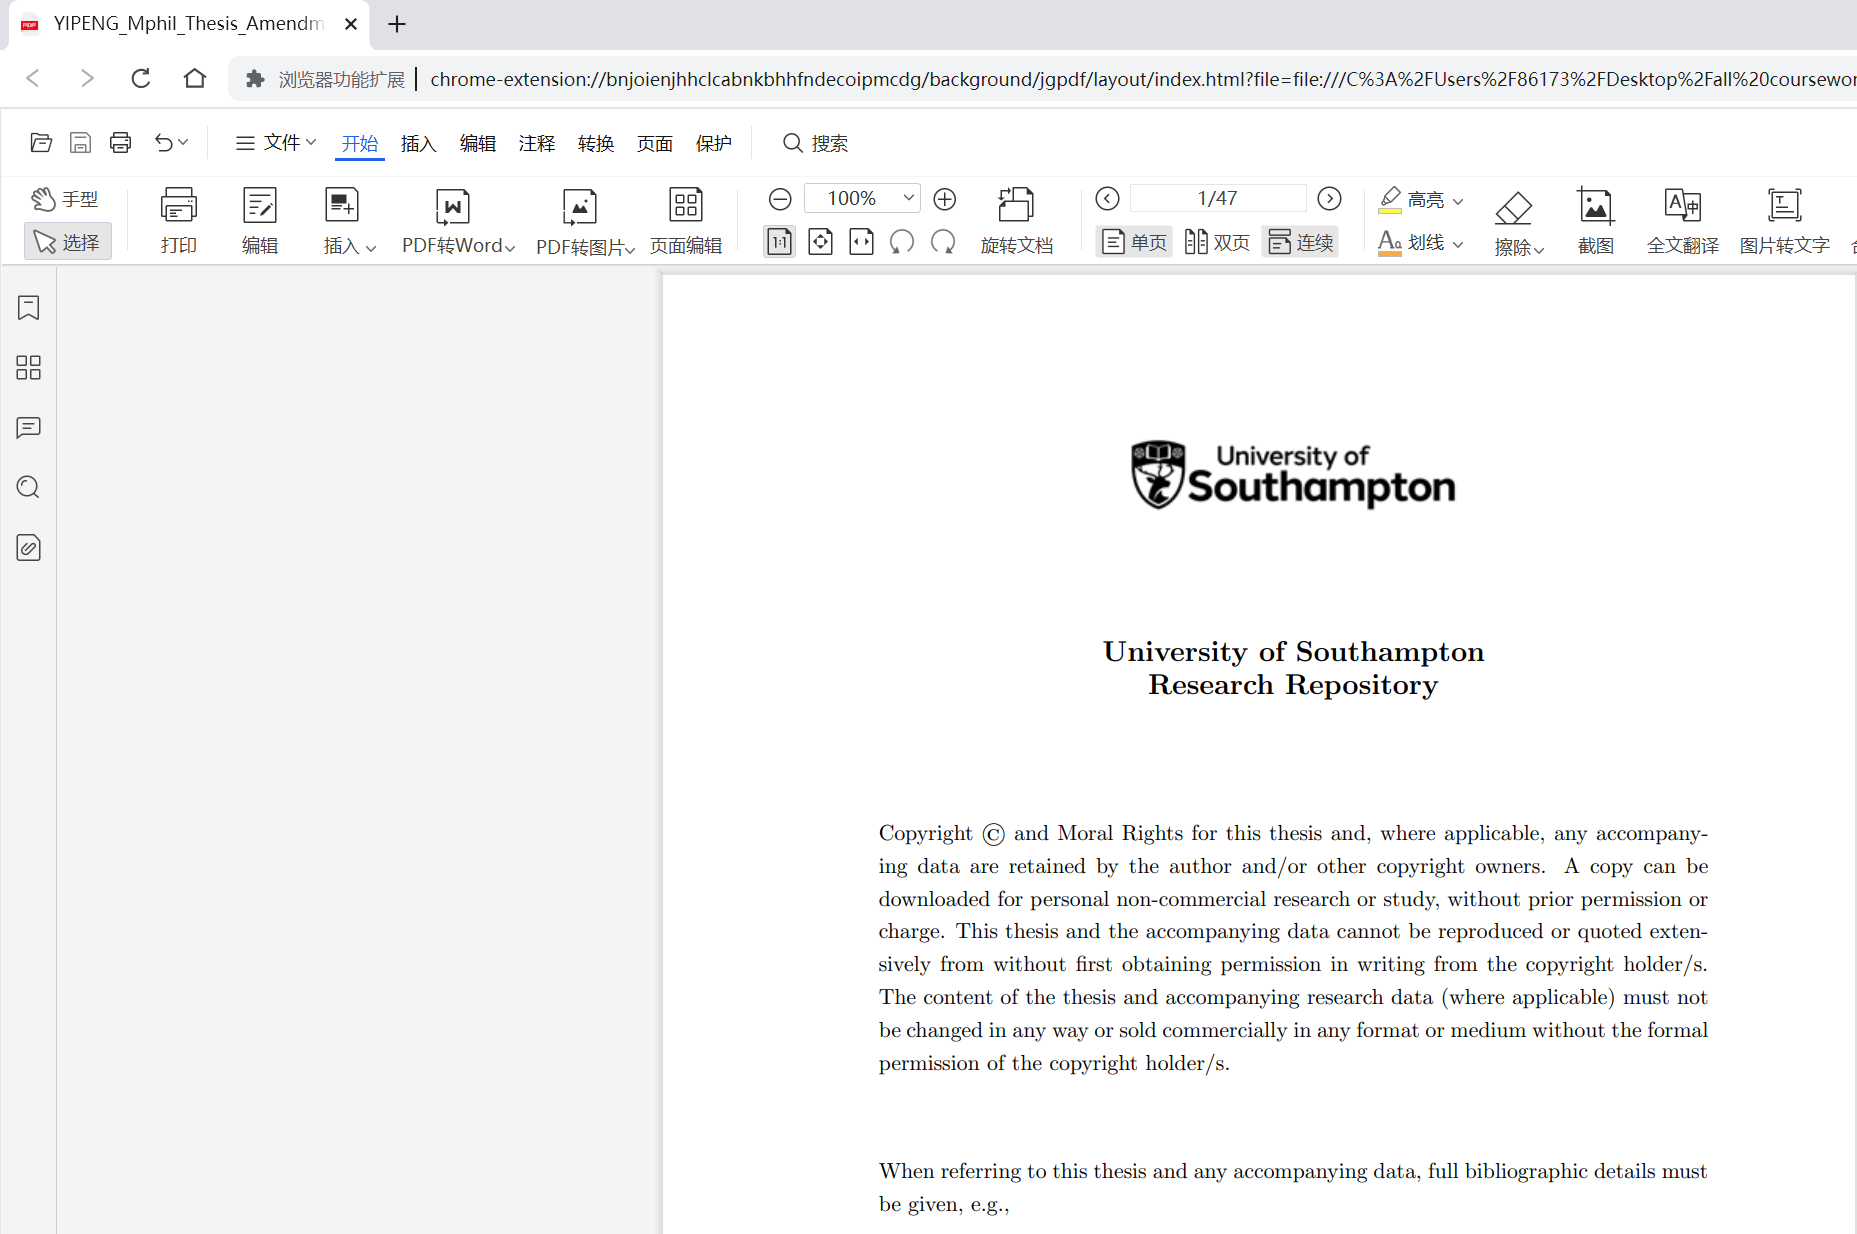 YIPENG_Mphil_Thesis_Amendm
浏览器功能扩展 chrome-extension://bnjoienjhhclcabnkbhhfndecoipmcdg/background/jgpdf/layout/index.html?file=file:///C%3A%2FUsers%2F86173%2FDesktop%2Fall%20coursewor
文件 开始 插入 编辑 注释 转换 页面 保护 搜索
手型 100% 1/47 高亮
选择 打印 编辑 插入 PDF转Word PDF转图片 页面编辑 1:1 旋转文档 单页 双页 连续 划线 擦除 截图 全文翻译 图片转文字
University of
Southampton
University of Southampton
Research Repository
Copyright © and Moral Rights for this thesis and, where applicable, any accompany-
ing data are retained by the author and/or other copyright owners. A copy can be
downloaded for personal non-commercial research or study, without prior permission or
charge. This thesis and the accompanying data cannot be reproduced or quoted exten-
sively from without first obtaining permission in writing from the copyright holder/s.
The content of the thesis and accompanying research data (where applicable) must not
be changed in any way or sold commercially in any format or medium without the formal
permission of the copyright holder/s.
When referring to this thesis and any accompanying data, full bibliographic details must
be given, e.g.,